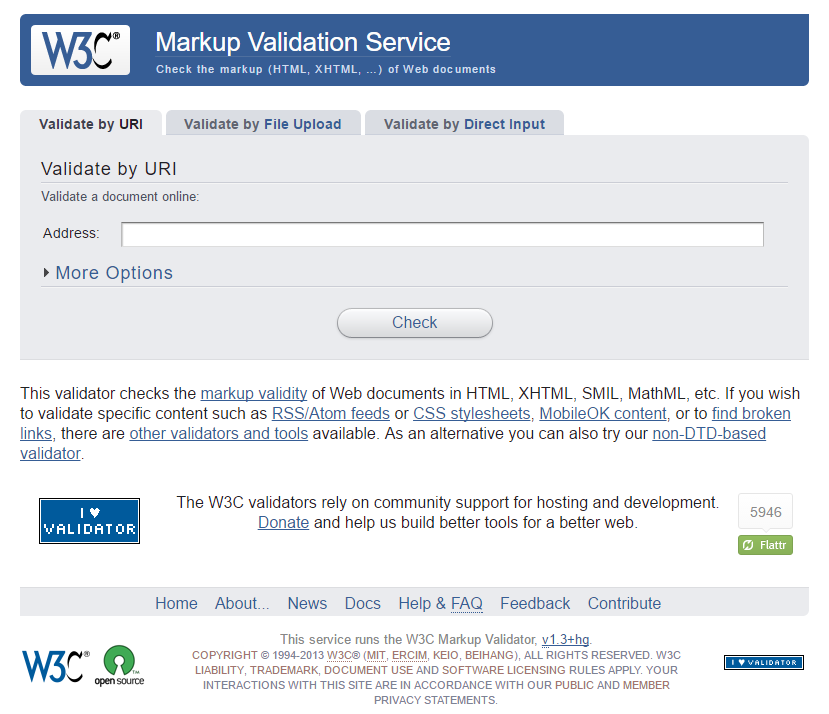 W3C®
Markup Validation Service
Check the markup (HTML, XHTML, …) of Web documents
Validate by URI
Validate by File Upload
Validate by Direct Input
Validate by URI
Validate a document online:
Address:
More Options
Check
This validator checks the markup validity of Web documents in HTML, XHTML, SMIL, MathML, etc. If you wish
to validate specific content such as RSS/Atom feeds or CSS stylesheets, MobileOK content, or to find broken
links, there are other validators and tools available. As an alternative you can also try our non-DTD-based
validator.
I ♥
VALIDATOR
The W3C validators rely on community support for hosting and development.
Donate and help us build better tools for a better web.
5946
Flattr
Home About... News Docs Help & FAQ Feedback Contribute
W3C®
open source™
This service runs the W3C Markup Validator, v1.3+hg.
COPYRIGHT © 1994-2013 W3C® (MIT, ERCIM, KEIO, BEIHANG), ALL RIGHTS RESERVED. W3C
LIABILITY, TRADEMARK, DOCUMENT USE AND SOFTWARE LICENSING RULES APPLY. YOUR
INTERACTIONS WITH THIS SITE ARE IN ACCORDANCE WITH OUR PUBLIC AND MEMBER
PRIVACY STATEMENTS.
I ♥ VALIDATOR